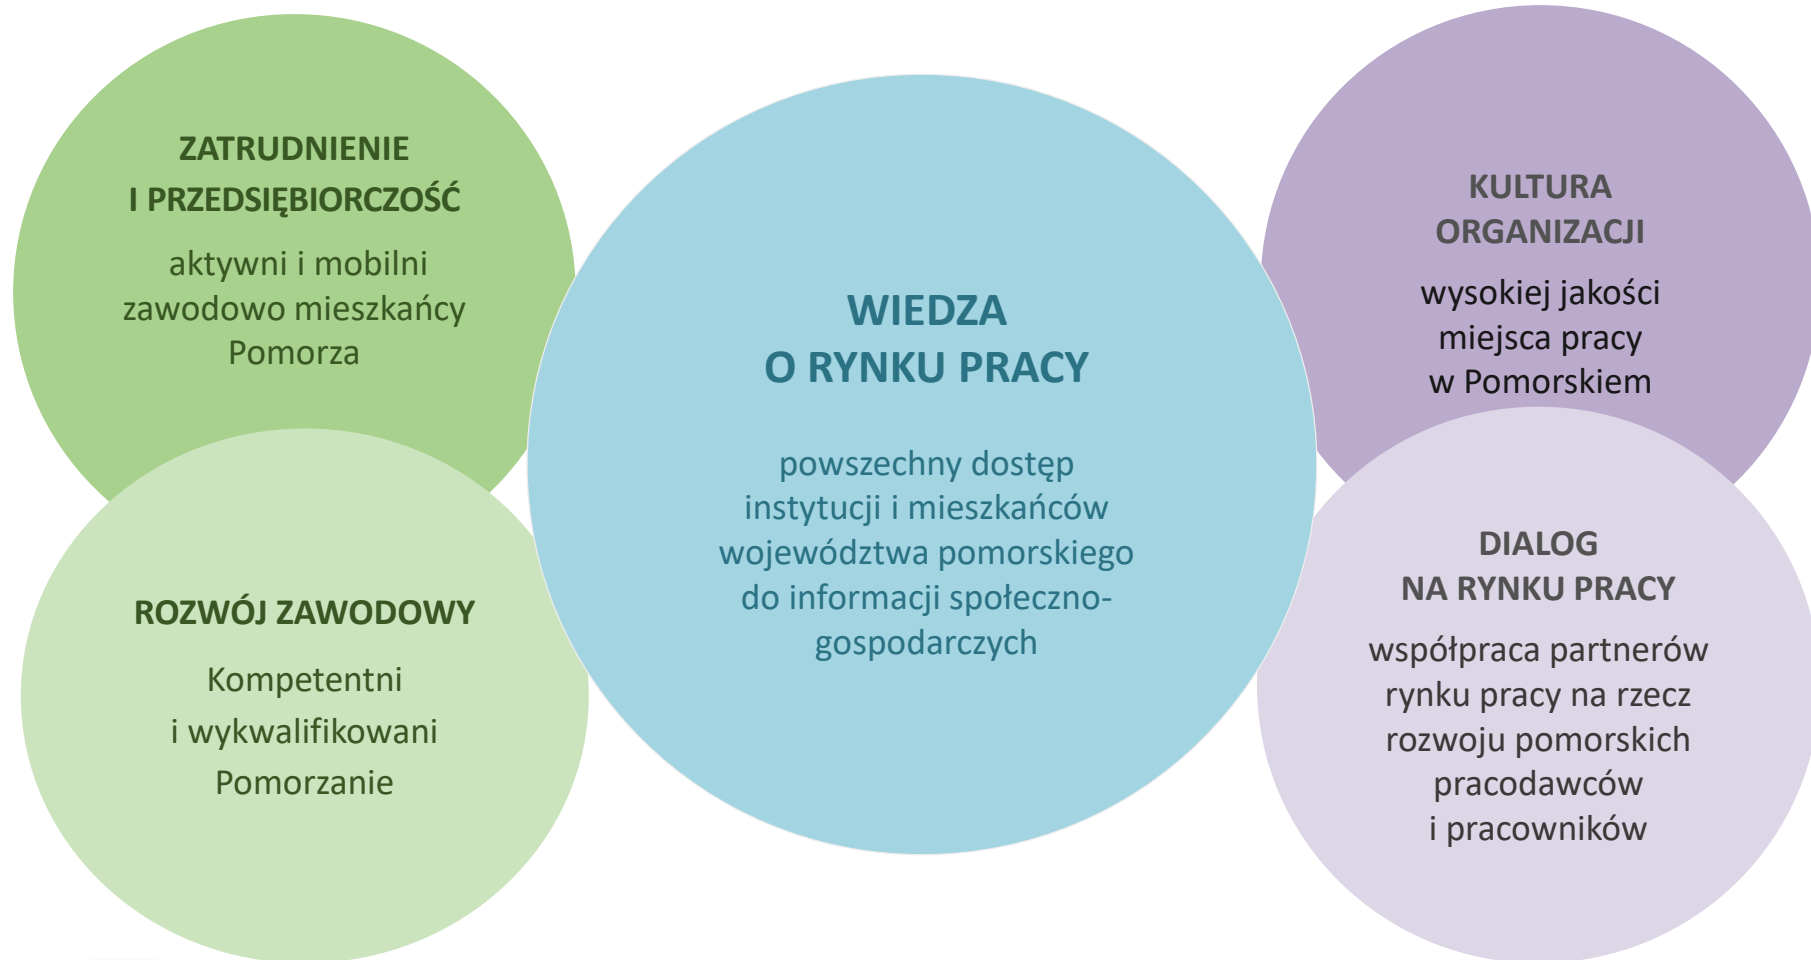 ZATRUDNIENIE
I PRZEDSIĘBIORCZOŚĆ
aktywni i mobilni
zawodowo mieszkańcy
Pomorza
ROZWÓJ ZAWODOWY
Kompetentni
i wykwalifikowani
Pomorzanie
WIEDZA
O RYNKU PRACY
powszechny dostęp
instytucji i mieszkańców
województwa pomorskiego
do informacji społeczno-
gospodarczych
KULTURA
ORGANIZACJI
wysokiej jakości
miejsca pracy
w Pomorskiem
DIALOG
NA RYNKU PRACY
współpraca partnerów
rynku pracy na rzecz
rozwoju pomorskich
pracodawców
i pracowników